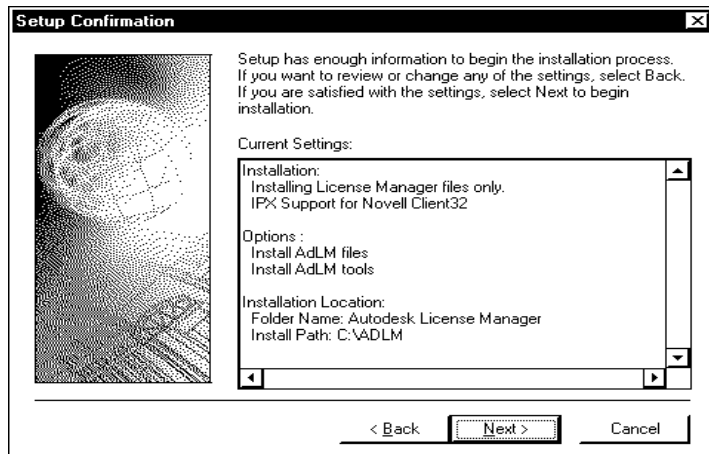 Setup Confirmation
Setup has enough information to begin the installation process.
If you want to review or change any of the settings, select Back.
If you are satisfied with the settings, select Next to begin
installation.
Current Settings:
Installation:
Installing License Manager files only.
IPX Support for Novell Client32
Options :
Install AdLM files
Install AdLM tools
Installation Location:
Folder Name: Autodesk License Manager
Install Path: C:\ADLM
< Back
Next >
Cancel